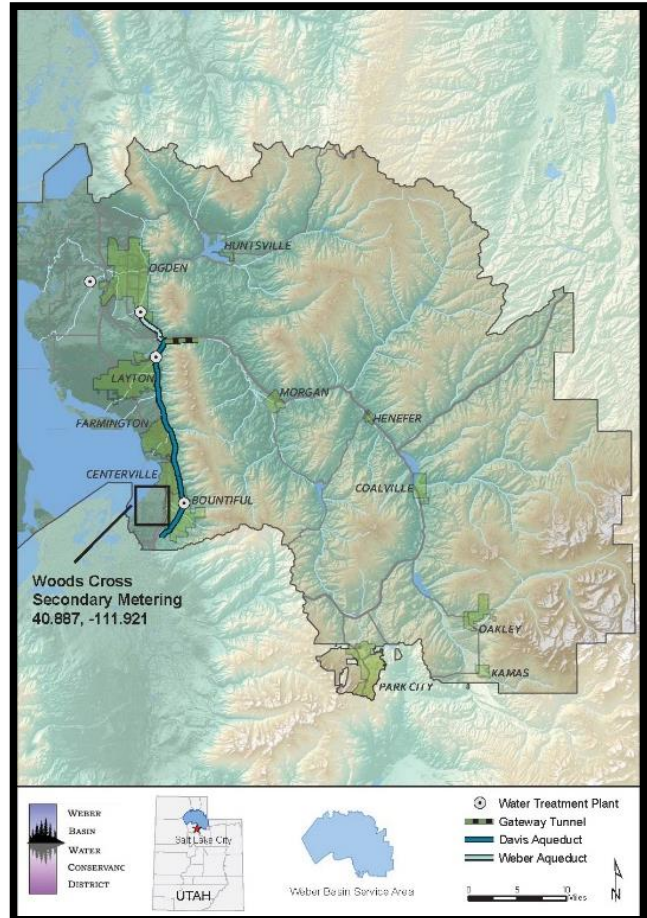 HUNTSVILLE
OGDEN
LAYTON
MORGAN
HENEFER
FARMINGTON
CENTERVILLE
COALVILLE
BOUNTIFUL
Woods Cross
Secondary Metering
40.887, -111.921
OAKLEY
KAMAS
PARK CITY
WEBER
BASIN
WATER
CONSERVANC
DISTRICT
Salt Lake City
UTAH
Weber Basin Service Area
Water Treatment Plant
Gateway Tunnel
Davis Aqueduct
Weber Aqueduct
0 5 10
Miles
N